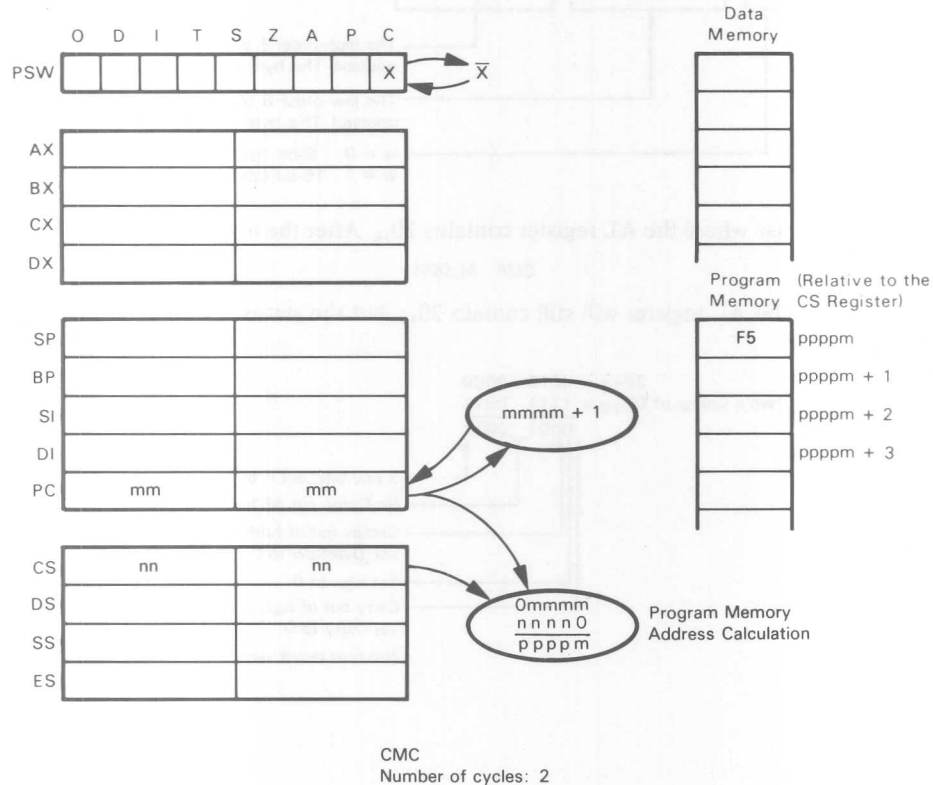 Data
Memory
O D I T S Z A P C
PSW X X̅
AX
BX
CX
DX
Program (Relative to the
Memory CS Register)
SP F5 ppppm
BP ppppm + 1
SI mmmm + 1 ppppm + 2
DI ppppm + 3
PC mm mm
CS nn nn
DS 0mmmm
nnnn0
SS ppppm
Program Memory
Address Calculation
ES
CMC
Number of cycles: 2